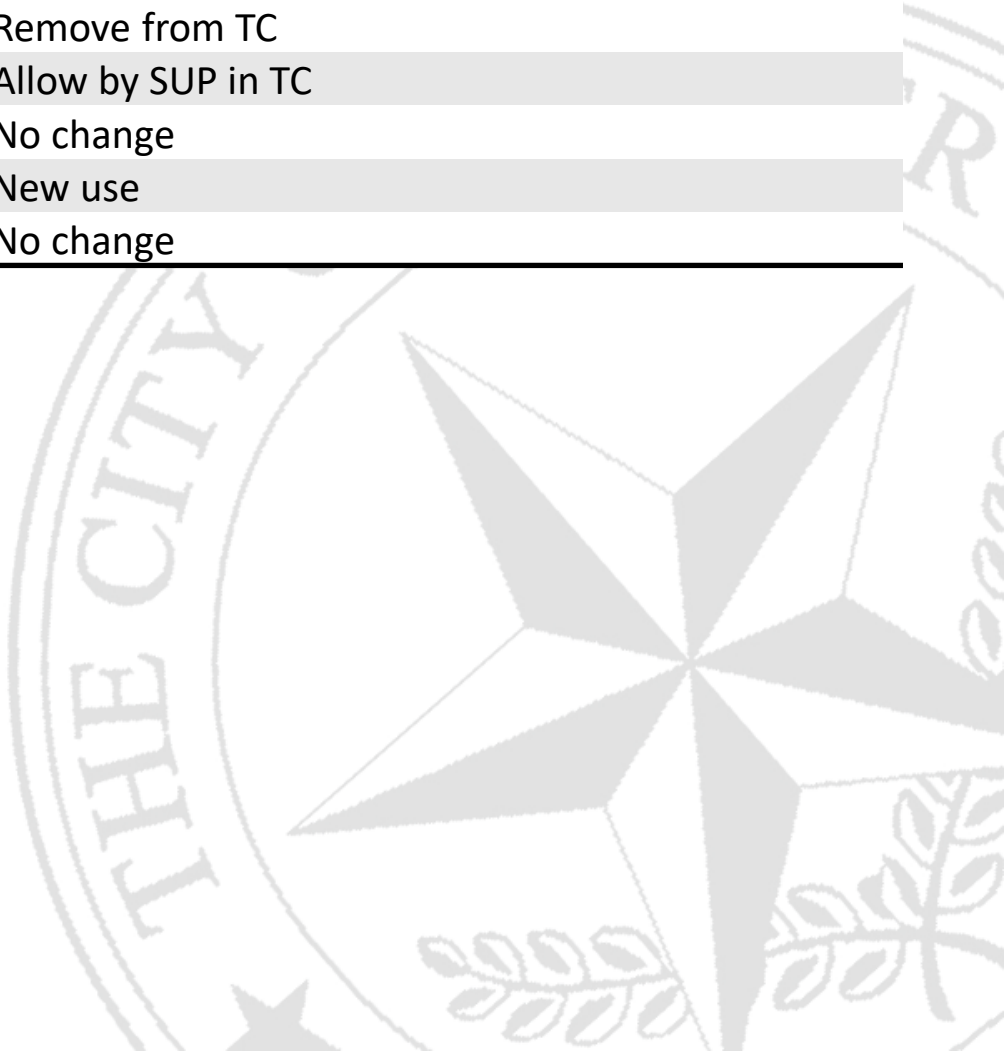 Remove from TC
Allow by SUP in TC
No change
New use
No change
THE CITY
R